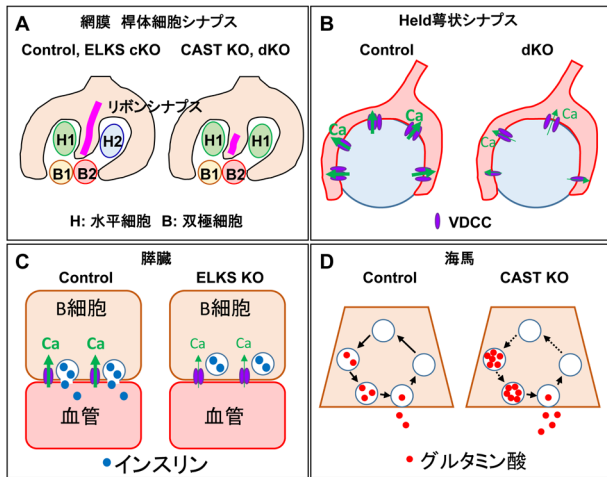 A 網膜 桿体細胞シナプス
Control, ELKS cKO
CAST KO, dKO
リボンシナプス
H1
H2
H1
H1
B1
B2
B1
B2
H: 水平細胞 B: 双極細胞
B Held萼状シナプス
Control
dKO
Ca
Ca
Ca
Ca
VDCC
C 膵臓
Control
ELKS KO
B細胞
B細胞
Ca
Ca
Ca
Ca
血管
血管
インスリン
D 海馬
Control
CAST KO
グルタミン酸